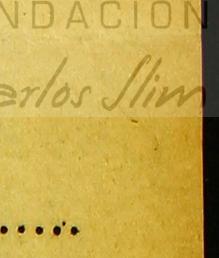 NDACION
arlos Slim
......